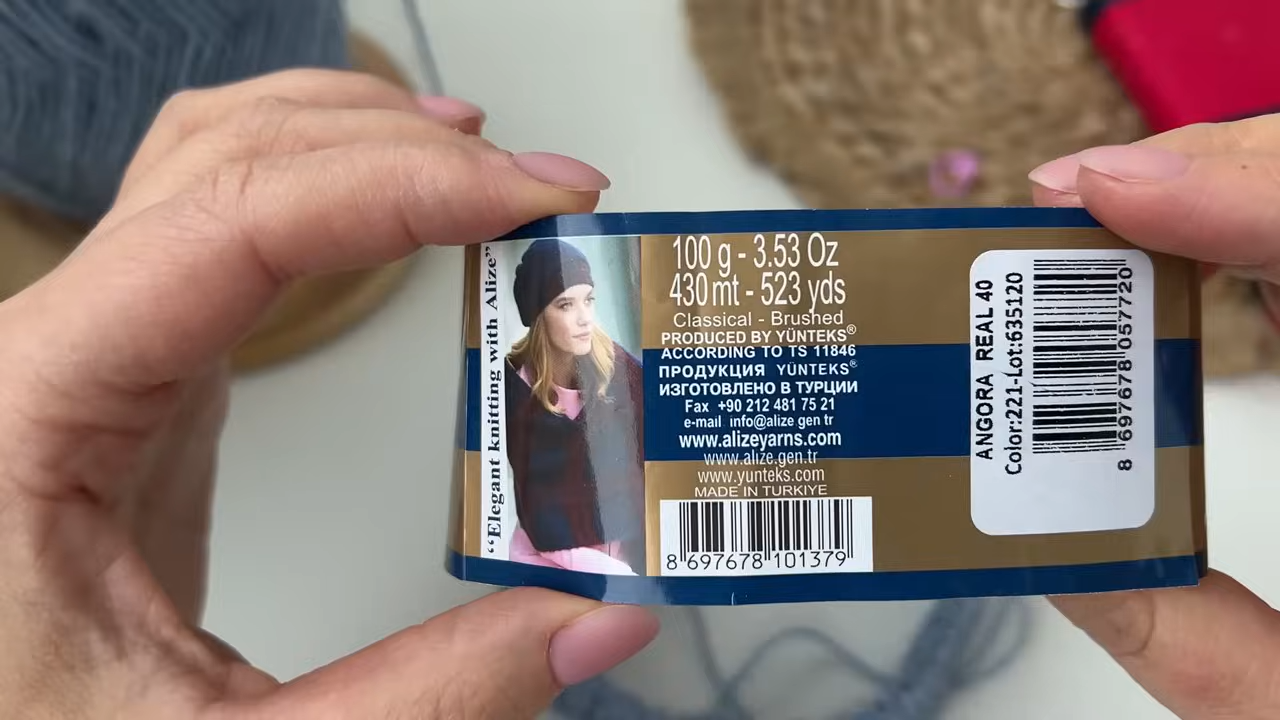 “Elegant knitting with Alize”
100 g - 3.53 Oz
430 mt - 523 yds
Classical - Brushed
PRODUCED BY YÜNTEKS®
ACCORDING TO TS 11846
ПРОДУКЦИЯ YÜNTEKS®
ИЗГОТОВЛЕНО В ТУРЦИИ
Fax +90 212 481 75 21
e-mail info@alize.gen.tr
www.alizeyarns.com
www.alize.gen.tr
www.yunteks.com
MADE IN TURKIYE
8 697678 101379
ANGORA REAL 40
Color:221-Lot:635120
8 697678 057720